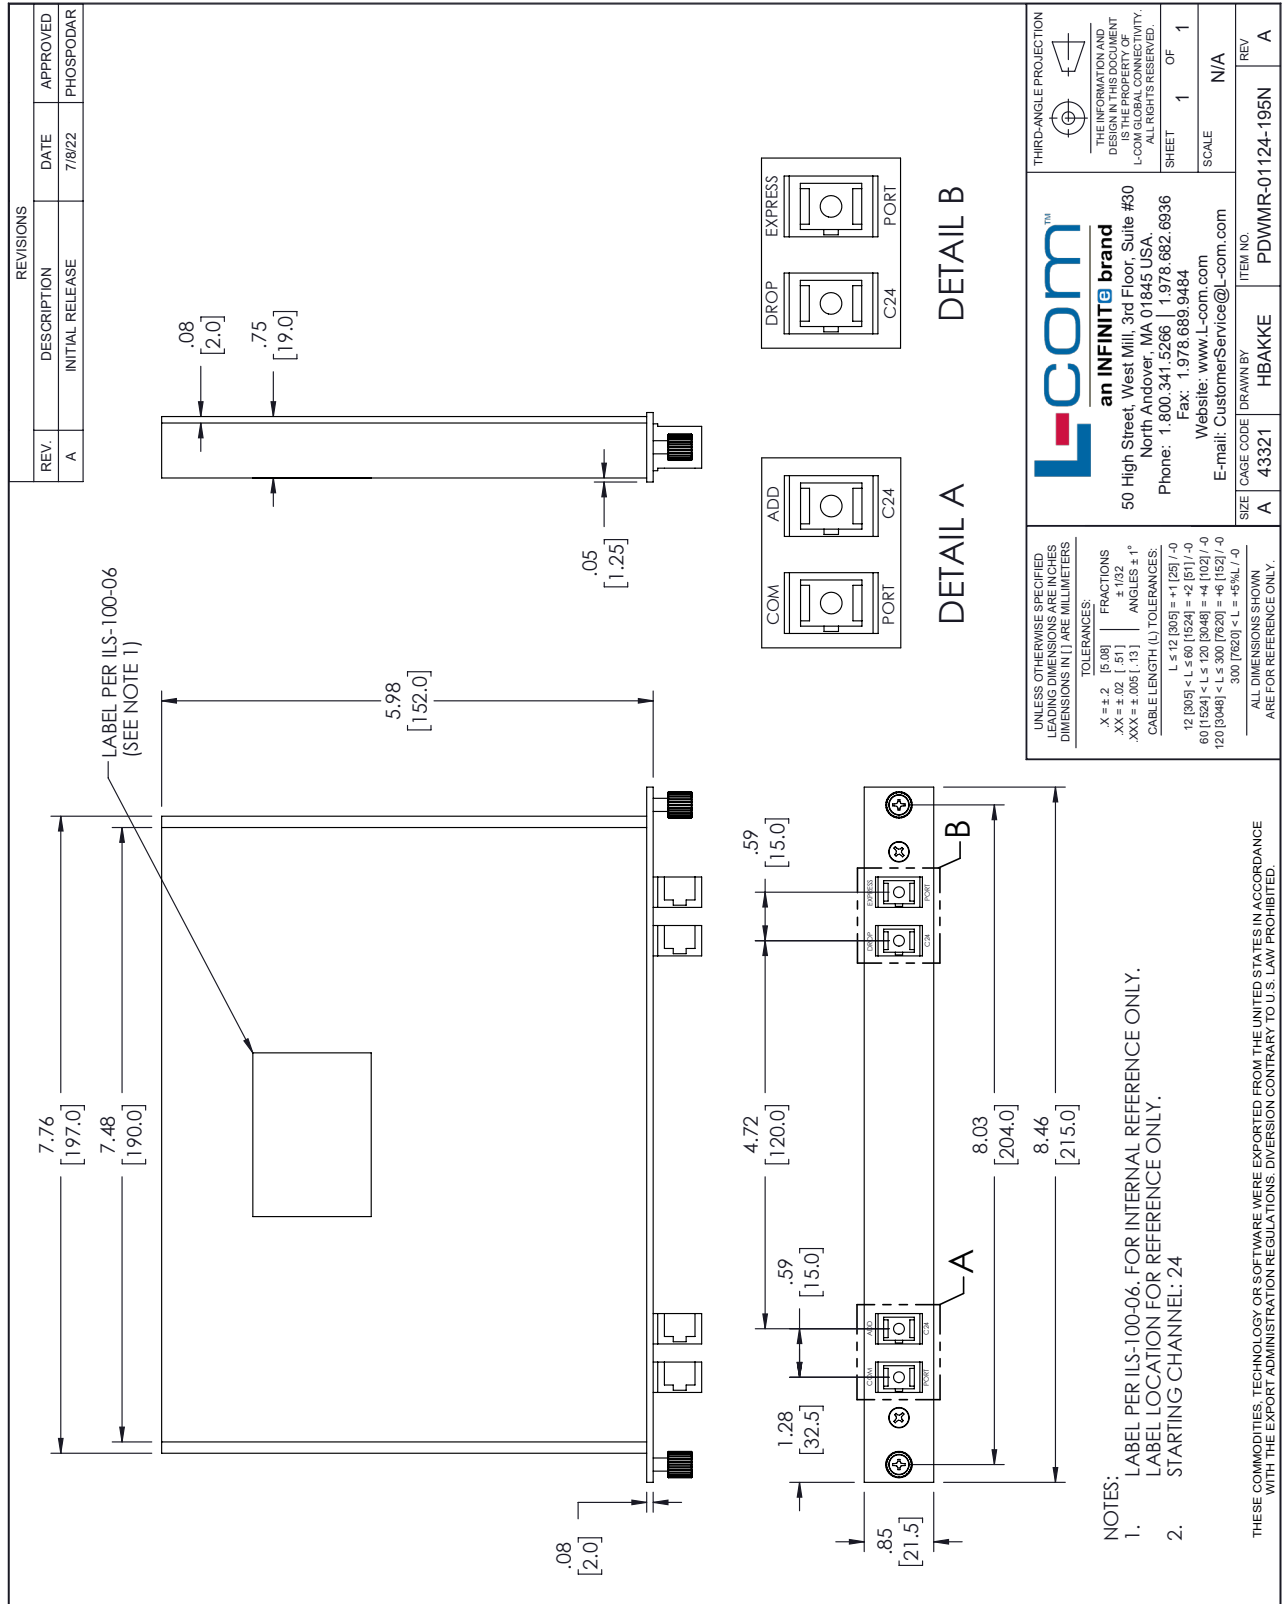 REVISIONS
REV. DESCRIPTION DATE APPROVED
A INITIAL RELEASE 7/8/22 PHOSPODAR
7.76
[197.0]
7.48
[190.0]
LABEL PER ILS-100-06
(SEE NOTE 1)
5.98
[152.0]
.08
[2.0]
.08
[2.0]
.75
[19.0]
.05
[1.25]
1.28
[32.5]
.59
[15.0]
4.72
[120.0]
.59
[15.0]
.85
[21.5]
COM
PORT
ADD
C24
DROP
C24
EXPRESS
PORT
A
B
8.03
[204.0]
8.46
[215.0]
COM ADD
PORT C24
DETAIL A
DROP EXPRESS
C24 PORT
DETAIL B
NOTES:
1. LABEL PER ILS-100-06. FOR INTERNAL REFERENCE ONLY.
LABEL LOCATION FOR REFERENCE ONLY.
2. STARTING CHANNEL: 24
THESE COMMODITIES, TECHNOLOGY OR SOFTWARE WERE EXPORTED FROM THE UNITED STATES IN ACCORDANCE
WITH THE EXPORT ADMINISTRATION REGULATIONS. DIVERSION CONTRARY TO U.S. LAW PROHIBITED.
UNLESS OTHERWISE SPECIFIED
LEADING DIMENSIONS ARE INCHES
DIMENSIONS IN [ ] ARE MILLIMETERS
TOLERANCES:
.X = ± .2 [5.08] FRACTIONS
.XX = ± .02 [ .51 ] ± 1/32
.XXX = ± .005 [ .13 ] ANGLES ± 1°
CABLE LENGTH (L) TOLERANCES:
L ≤ 12 [305] = +1 [25] / -0
12 [305] < L ≤ 60 [1524] = +2 [51] / -0
60 [1524] < L ≤ 120 [3048] = +4 [102] / -0
120 [3048] < L ≤ 300 [7620] = +6 [152] / -0
300 [7620] < L = +5%L / -0
ALL DIMENSIONS SHOWN
ARE FOR REFERENCE ONLY.
L-com™
an INFINITe brand
50 High Street, West Mill, 3rd Floor, Suite #30
North Andover, MA 01845 USA.
Phone: 1.800.341.5266 | 1.978.682.6936
Fax: 1.978.689.9484
Website: www.L-com.com
E-mail: CustomerService@L-com.com
THIRD-ANGLE PROJECTION
THE INFORMATION AND
DESIGN IN THIS DOCUMENT
IS THE PROPERTY OF
L-COM GLOBAL CONNECTIVITY.
ALL RIGHTS RESERVED.
SHEET 1 OF 1
SCALE N/A
SIZE CAGE CODE DRAWN BY ITEM NO. REV
A 43321 HBAKKE PDWMR-01124-195N A